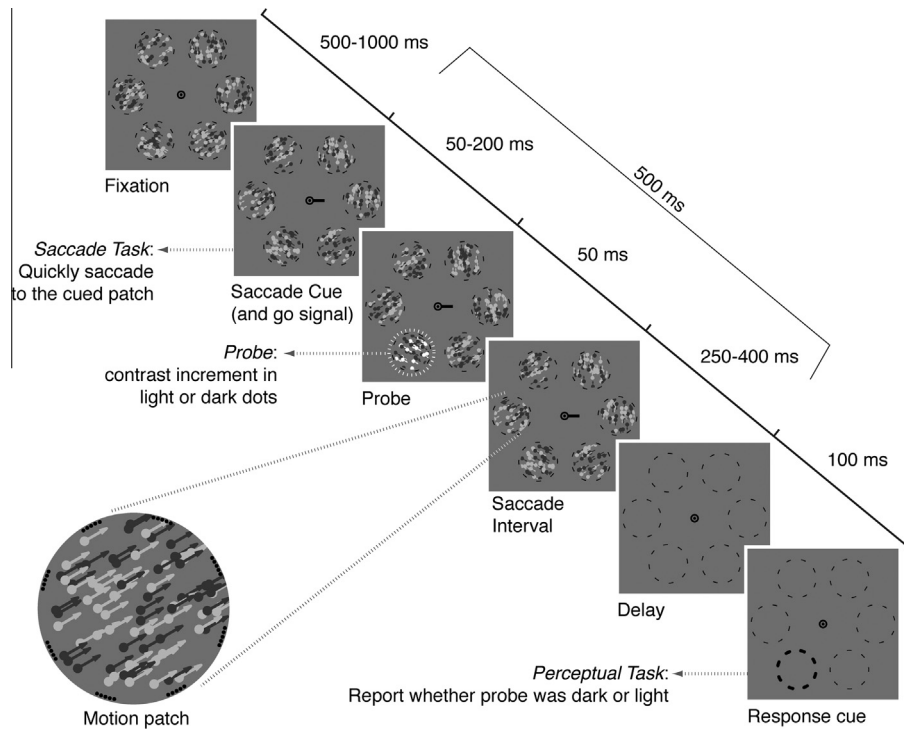 500-1000 ms
50-200 ms
500 ms
50 ms
250-400 ms
100 ms
Fixation
Saccade Task:
Quickly saccade
to the cued patch
Saccade Cue
(and go signal)
Probe:
contrast increment in
light or dark dots
Probe
Saccade
Interval
Delay
Perceptual Task:
Report whether probe was dark or light
Motion patch
Response cue